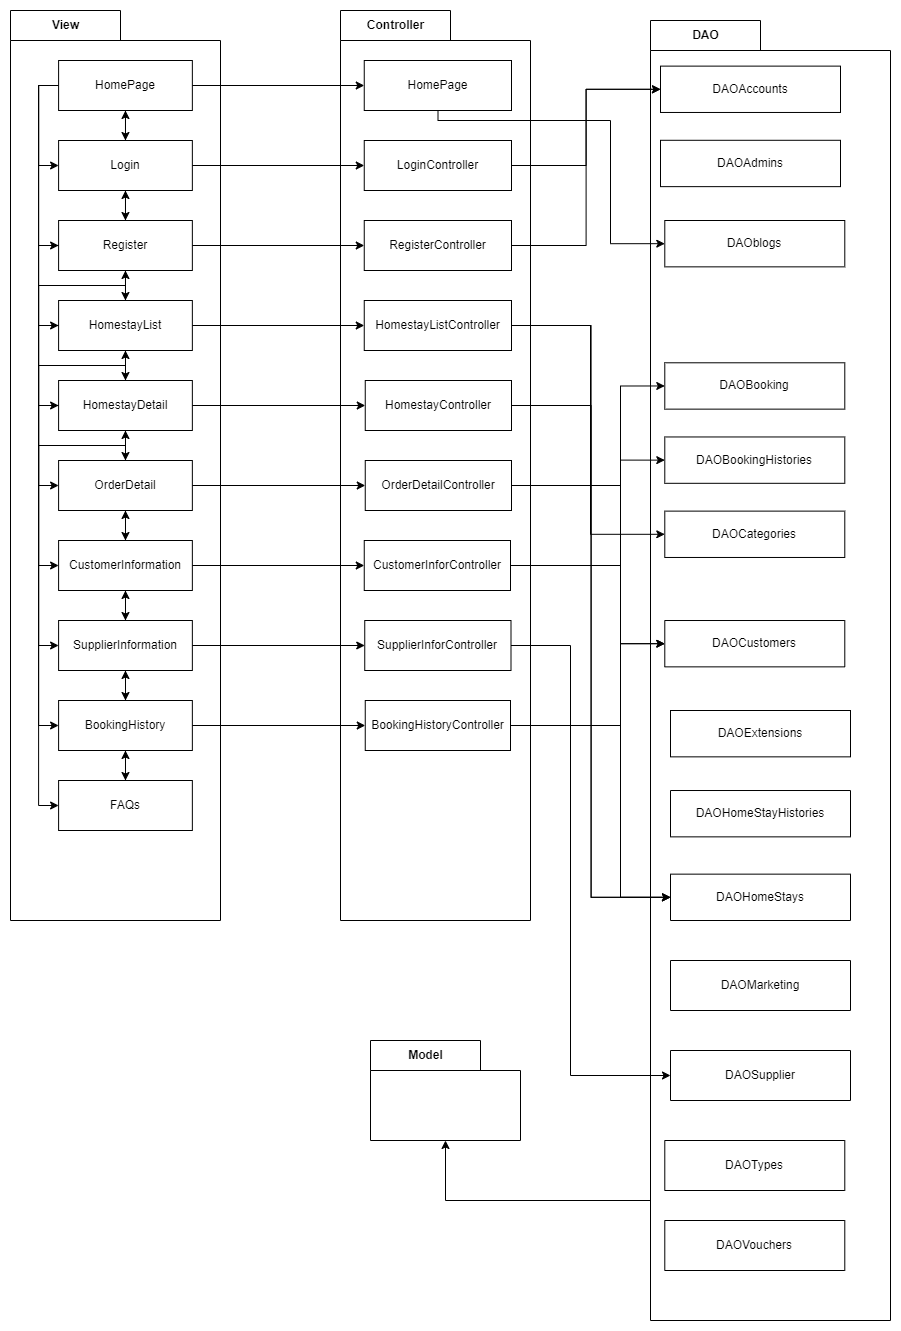 View
HomePage
Login
Register
HomestayList
HomestayDetail
OrderDetail
CustomerInformation
SupplierInformation
BookingHistory
FAQs
Controller
HomePage
LoginController
RegisterController
HomestayListController
HomestayController
OrderDetailController
CustomerInforController
SupplierInforController
BookingHistoryController
DAO
DAOAccounts
DAOAdmins
DAOblogs
DAOBooking
DAOBookingHistories
DAOCategories
DAOCustomers
DAOExtensions
DAOHomeStayHistories
DAOHomeStays
DAOMarketing
DAOSupplier
DAOTypes
DAOVouchers
Model